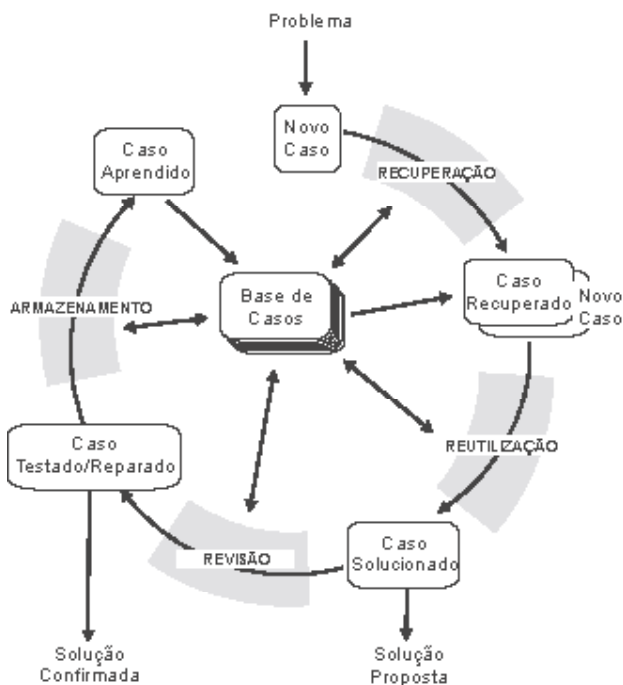 Problema
Novo
Caso
Caso
Aprendido
RECUPERAÇÃO
ARMAZENAMENTO
Base de
Casos
Caso
Recuperado
Novo
Caso
REUTILIZAÇÃO
Caso
Testado/Reparado
REVISÃO
Caso
Solucionado
Solução
Confirmada
Solução
Proposta